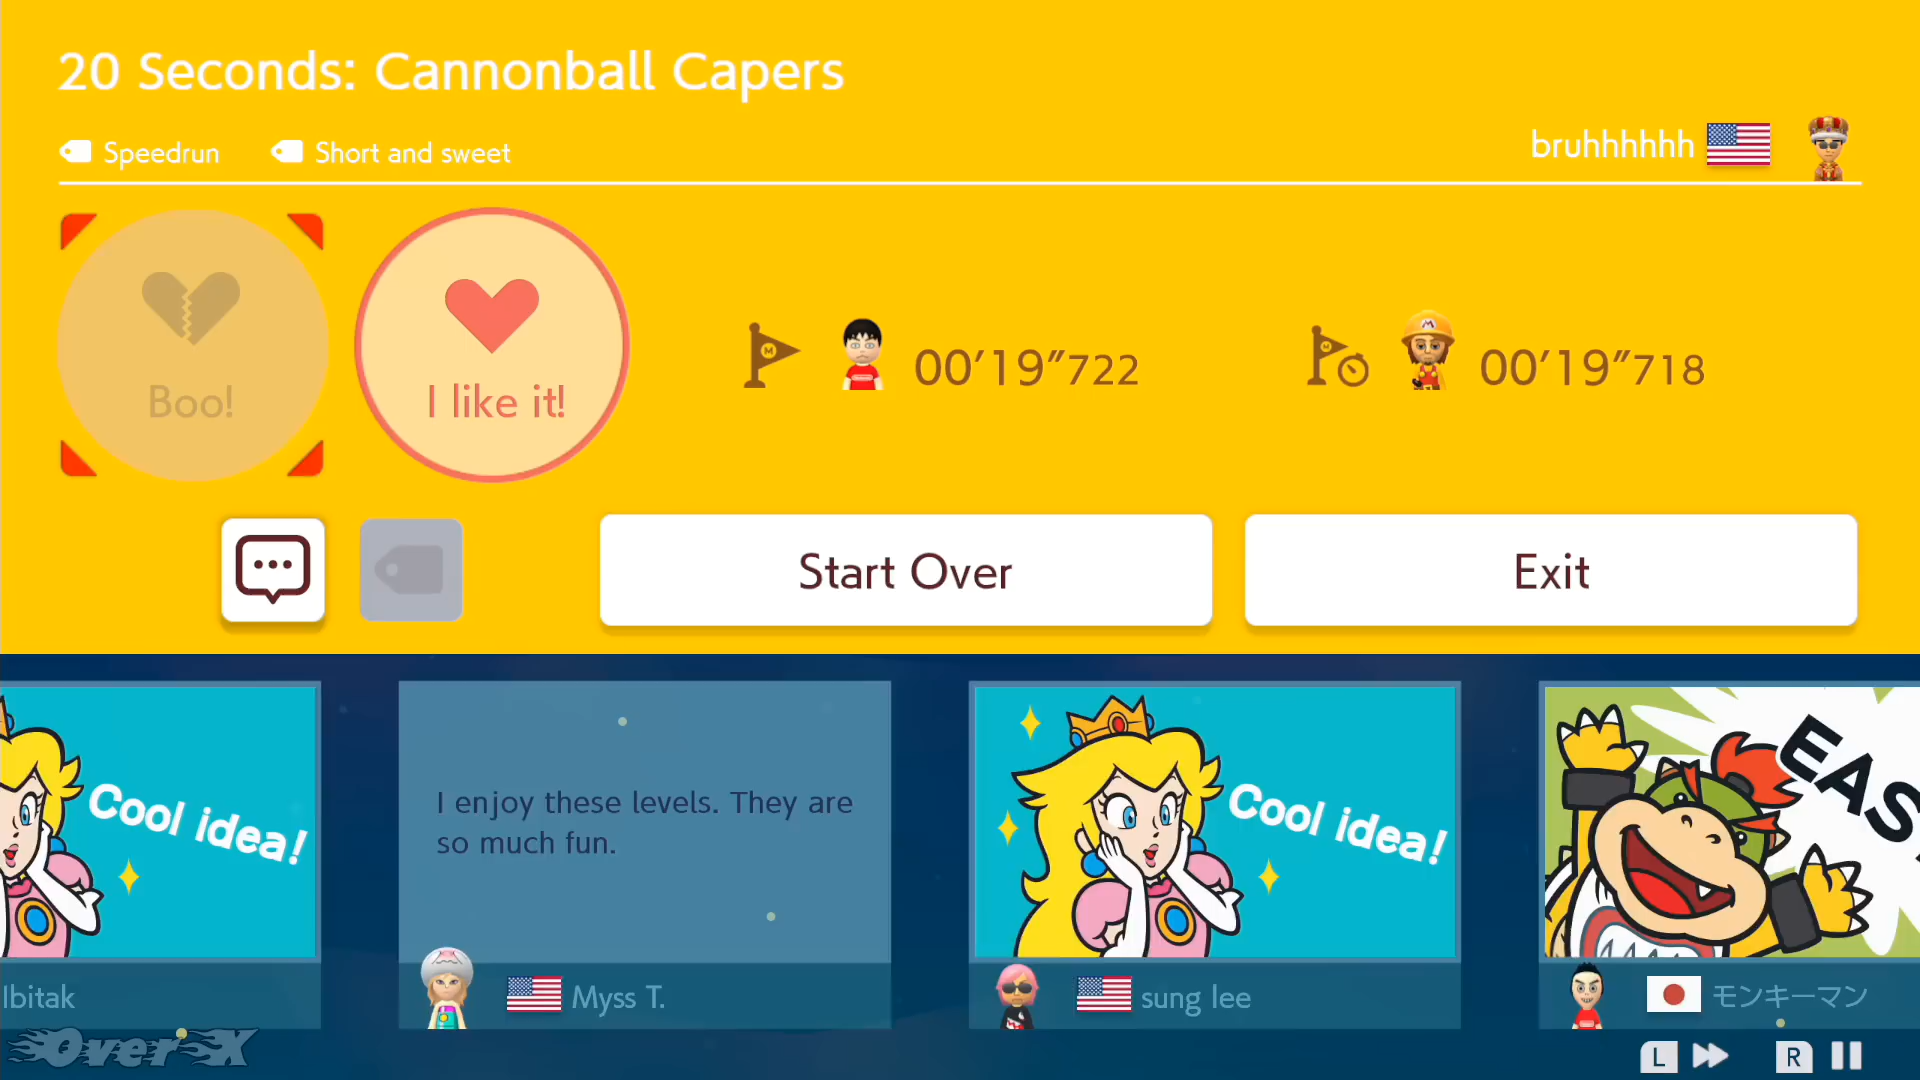 20 Seconds: Cannonball Capers
Speedrun
Short and sweet
bruhhhhhh
Boo!
I like it!
M
00'19"722
M
M
00'19"718
Start Over
Exit
Cool idea!
I enjoy these levels. They are
so much fun.
Cool idea!
EAS
lbitak
Myss T.
sung lee
モンキーマン
Over X
L
R